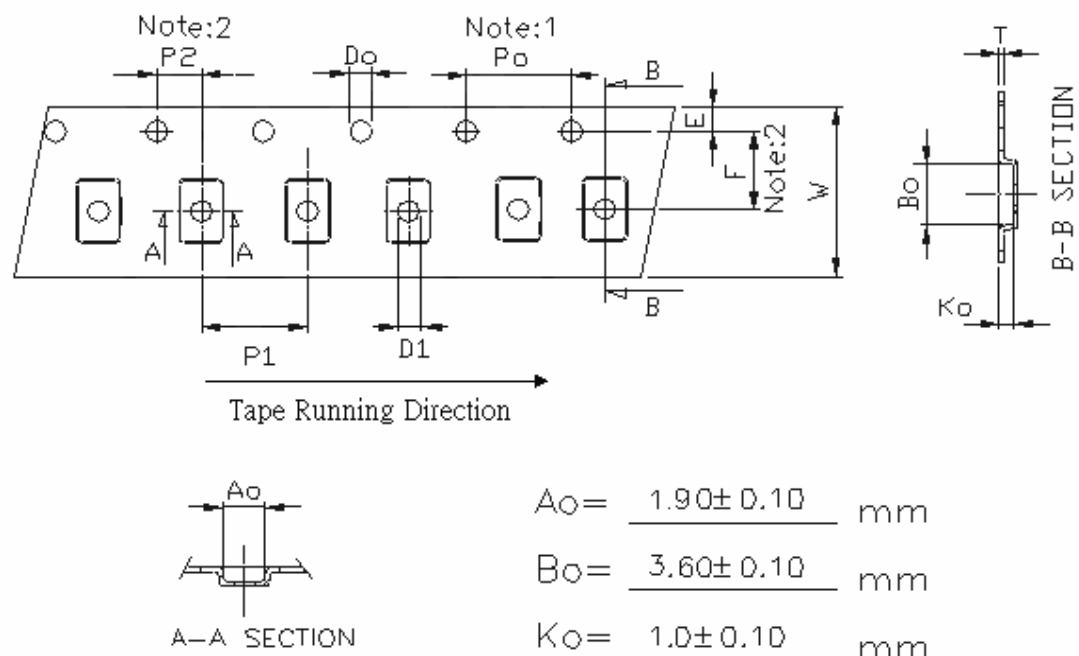 Note:2
P2
Do
Note:1
Po
B
E
F
Note:2
W
A
A
B
P1
D1
Tape Running Direction
T
Bo
Ko
B-B SECTION
Ao
A-A SECTION
Ao= 1.90±0.10 mm
Bo= 3.60±0.10 mm
Ko= 1.0±0.10 mm